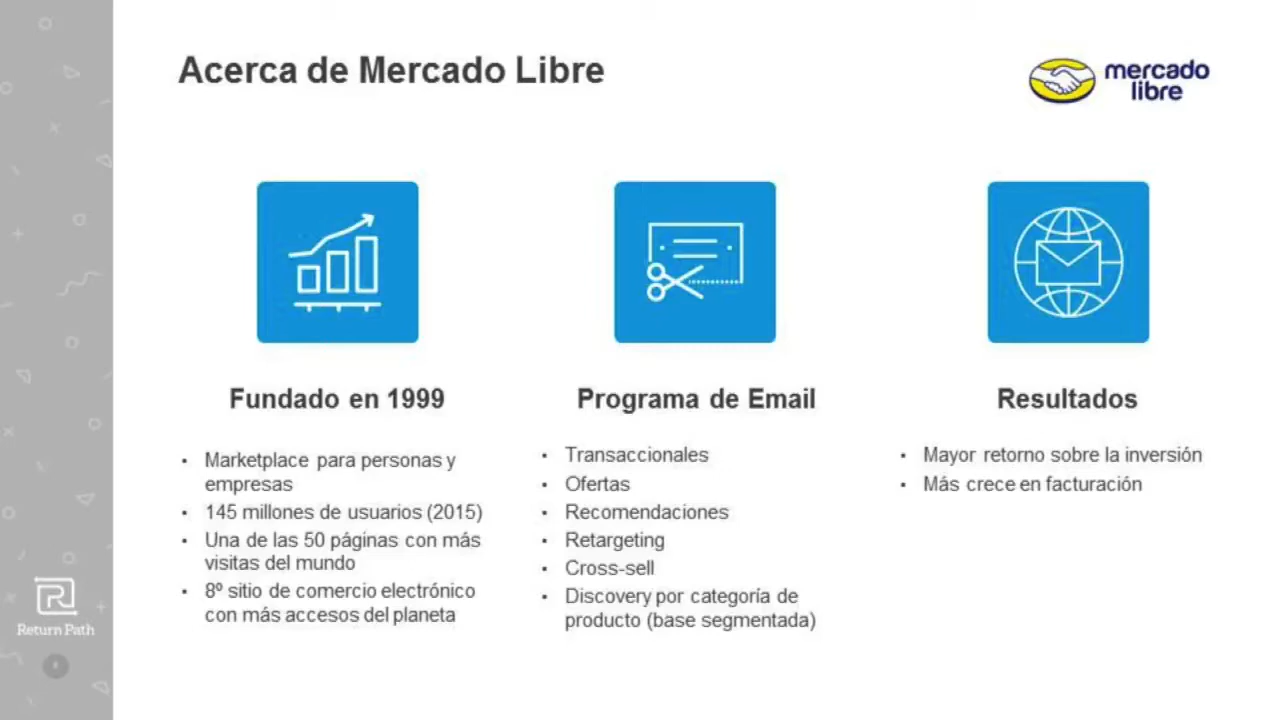 Acerca de Mercado Libre
mercado
libre
Fundado en 1999
• Marketplace para personas y
empresas
• 145 millones de usuarios (2015)
• Una de las 50 páginas con más
visitas del mundo
• 8º sitio de comercio electrónico
con más accesos del planeta
Programa de Email
• Transaccionales
• Ofertas
• Recomendaciones
• Retargeting
• Cross-sell
• Discovery por categoría de
producto (base segmentada)
Resultados
• Mayor retorno sobre la inversión
• Más crece en facturación
Return Path